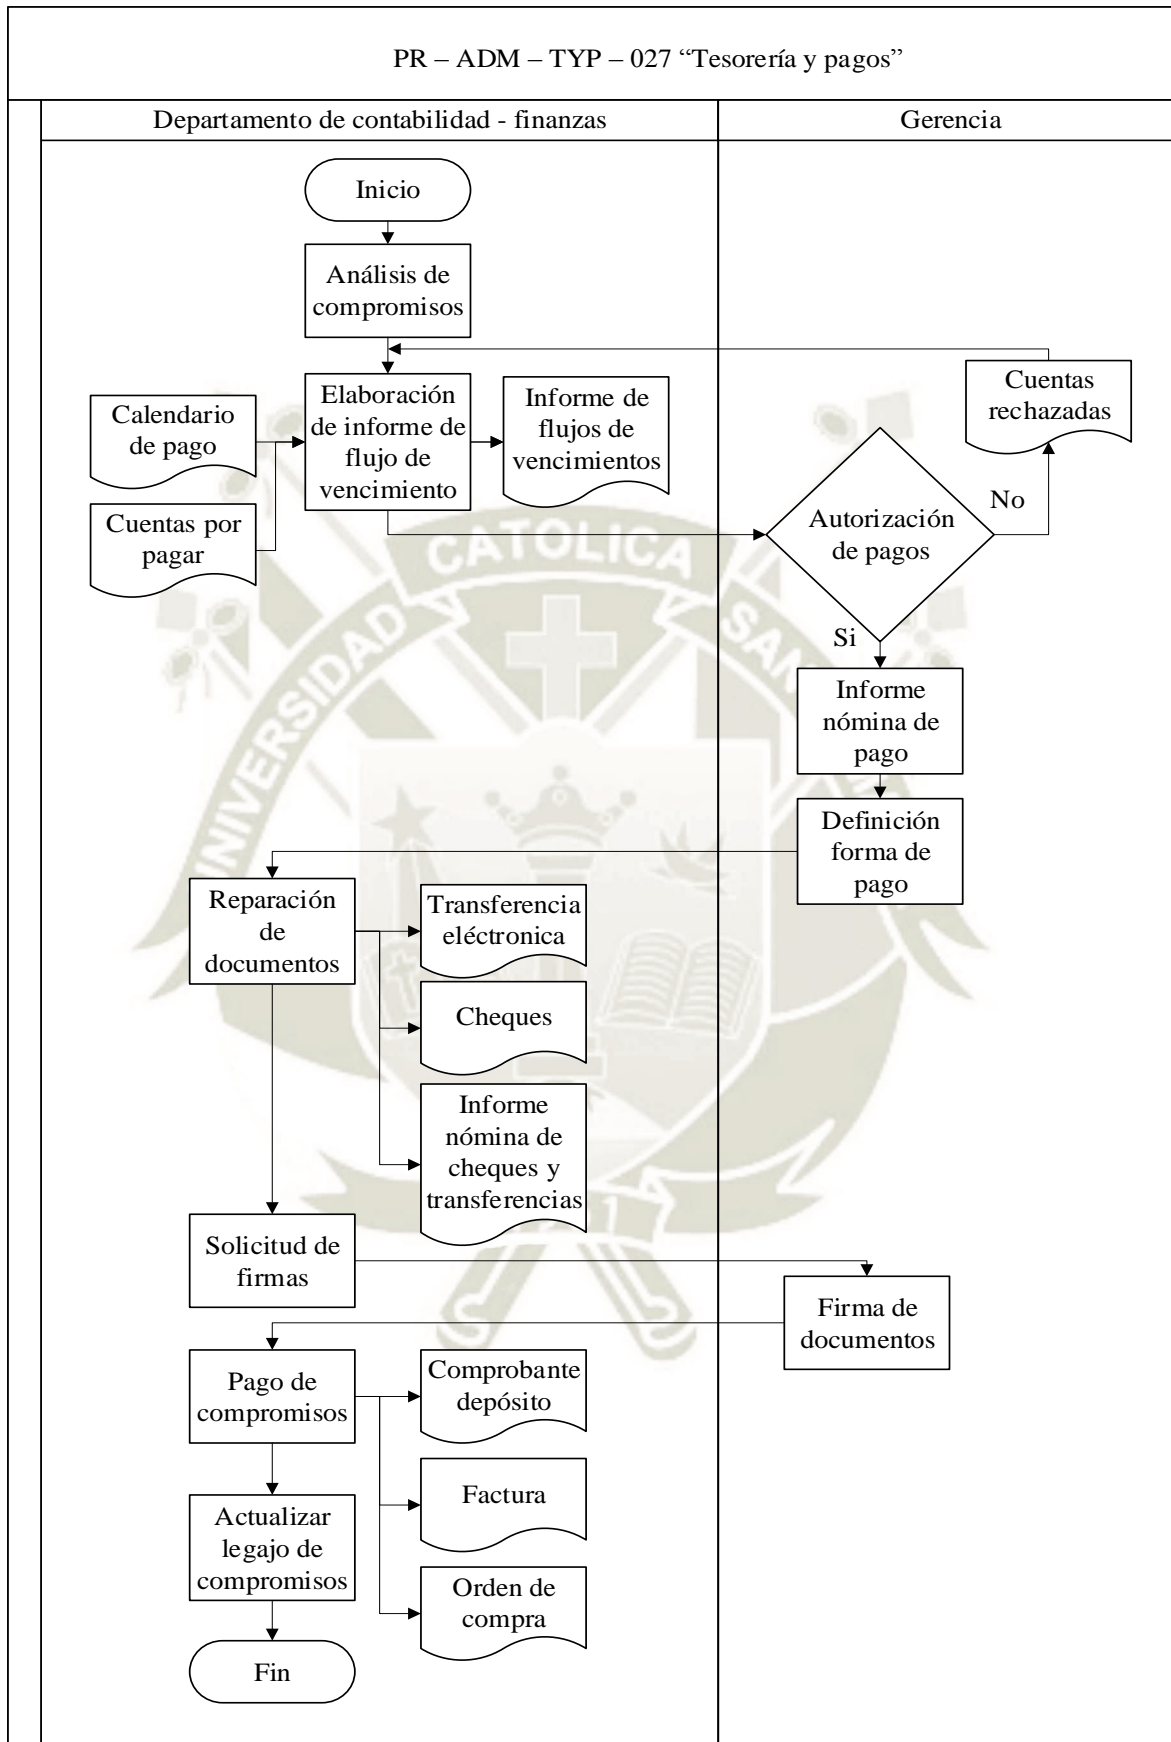 PR – ADM – TYP – 027 “Tesorería y pagos”
Departamento de contabilidad - finanzas
Gerencia
Inicio
Análisis de
compromisos
Elaboración
de informe de
flujo de
vencimiento
Calendario
de pago
Cuentas por
pagar
Informe de
flujos de
vencimientos
Cuentas
rechazadas
No
Autorización
de pagos
Si
Informe
nómina de
pago
Definición
forma de
pago
Reparación
de
documentos
Transferencia
eléctronica
Cheques
Informe
nómina de
cheques y
transferencias
Solicitud de
firmas
Firma de
documentos
Pago de
compromisos
Comprobante
depósito
Factura
Orden de
compra
Actualizar
legajo de
compromisos
Fin
UNIVERSIDAD
CATOLICA